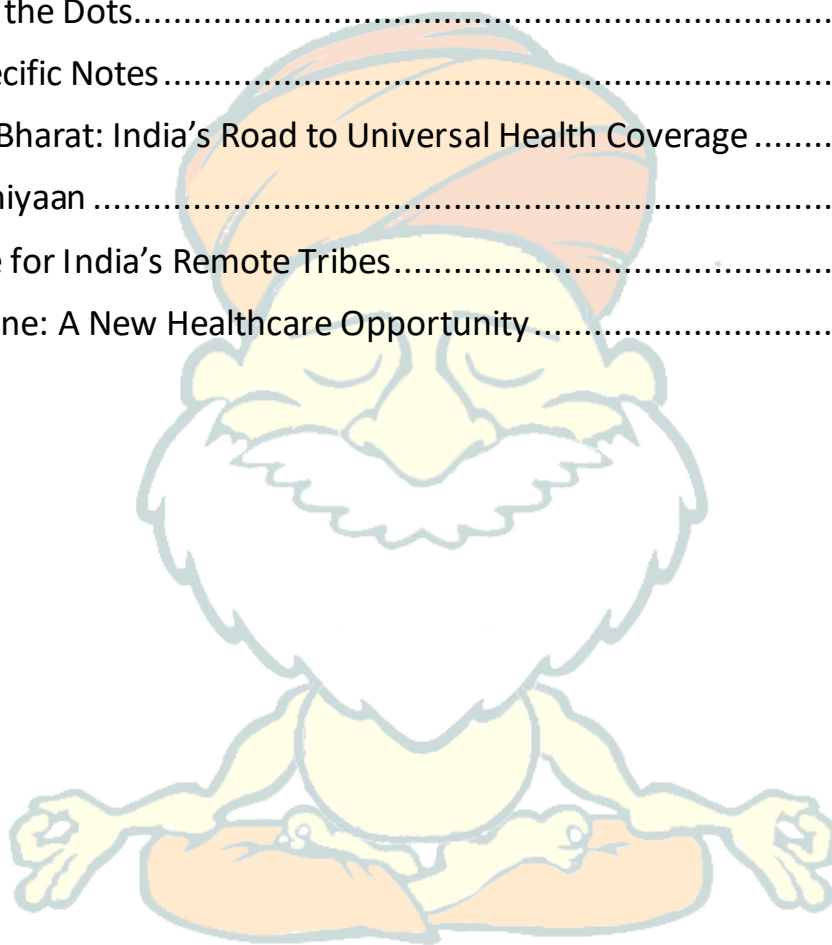 the Dots..........................................................................
ecific Notes......................................................................
Bharat: India’s Road to Universal Health Coverage ........
niyaan ..............................................................................
e for India’s Remote Tribes..............................................
ne: A New Healthcare Opportunity................................